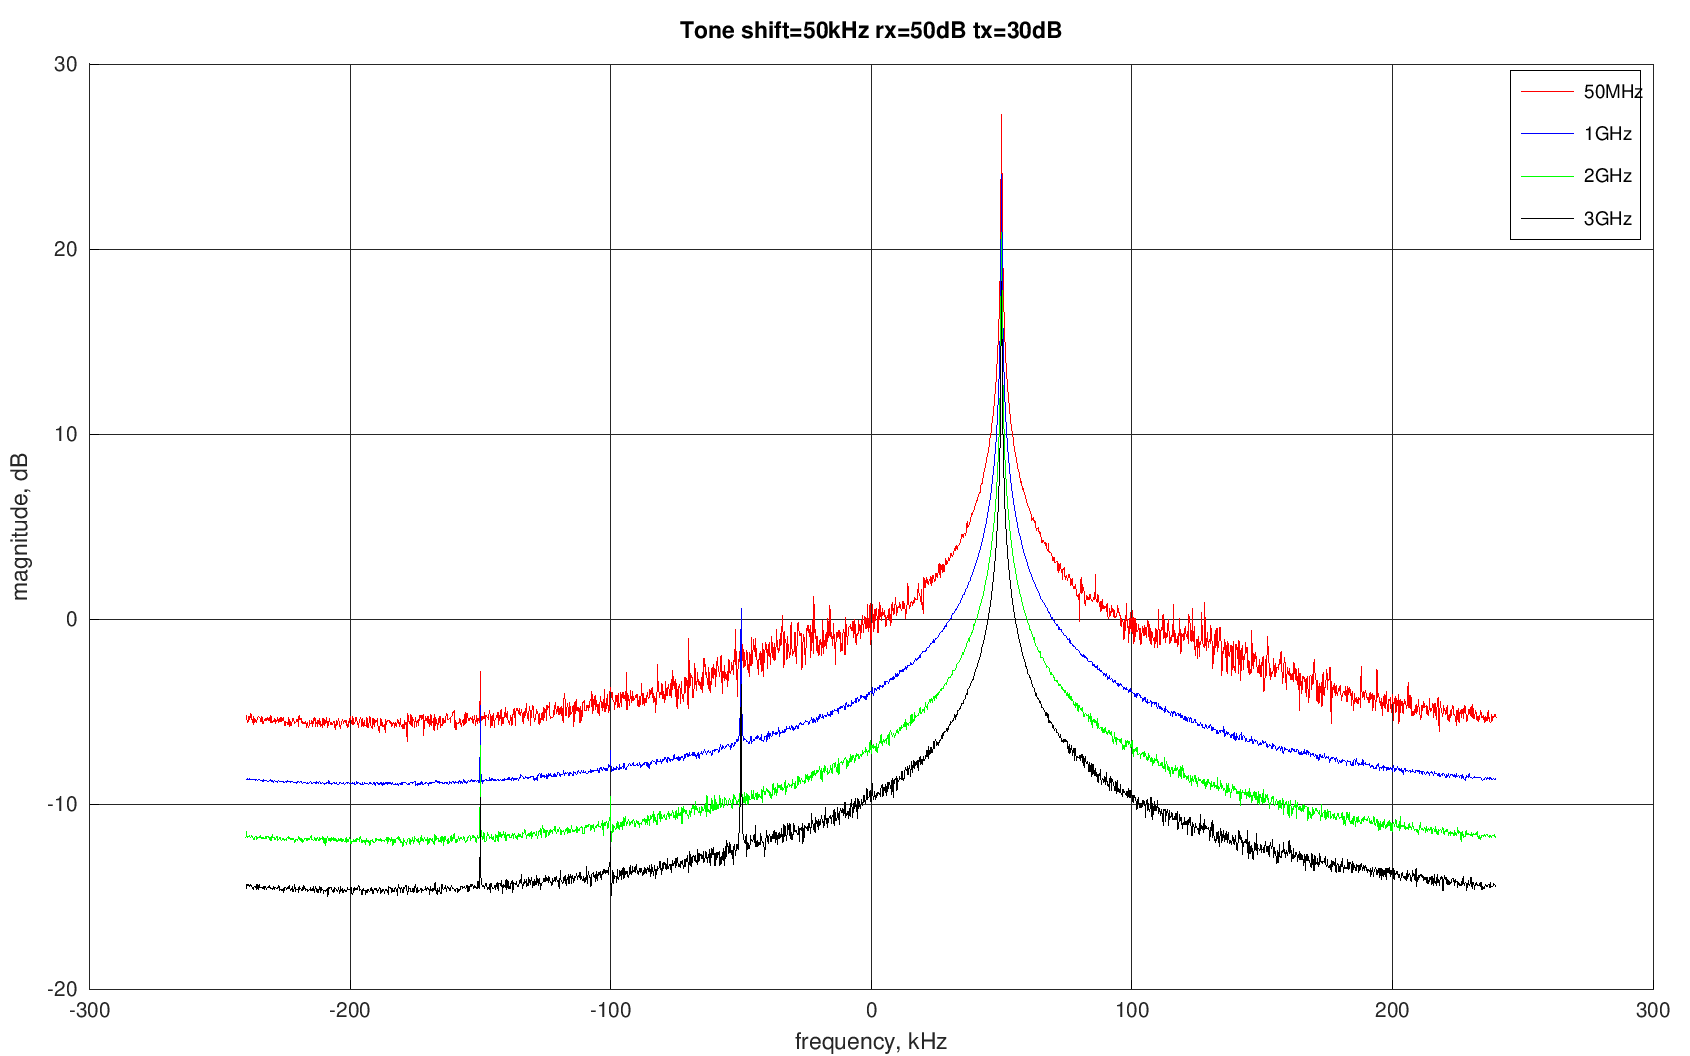 Tone shift=50kHz rx=50dB tx=30dB
30
20
10
0
-10
-20
magnitude, dB
50MHz
1GHz
2GHz
3GHz
-300
-200
-100
0
100
200
300
frequency, kHz